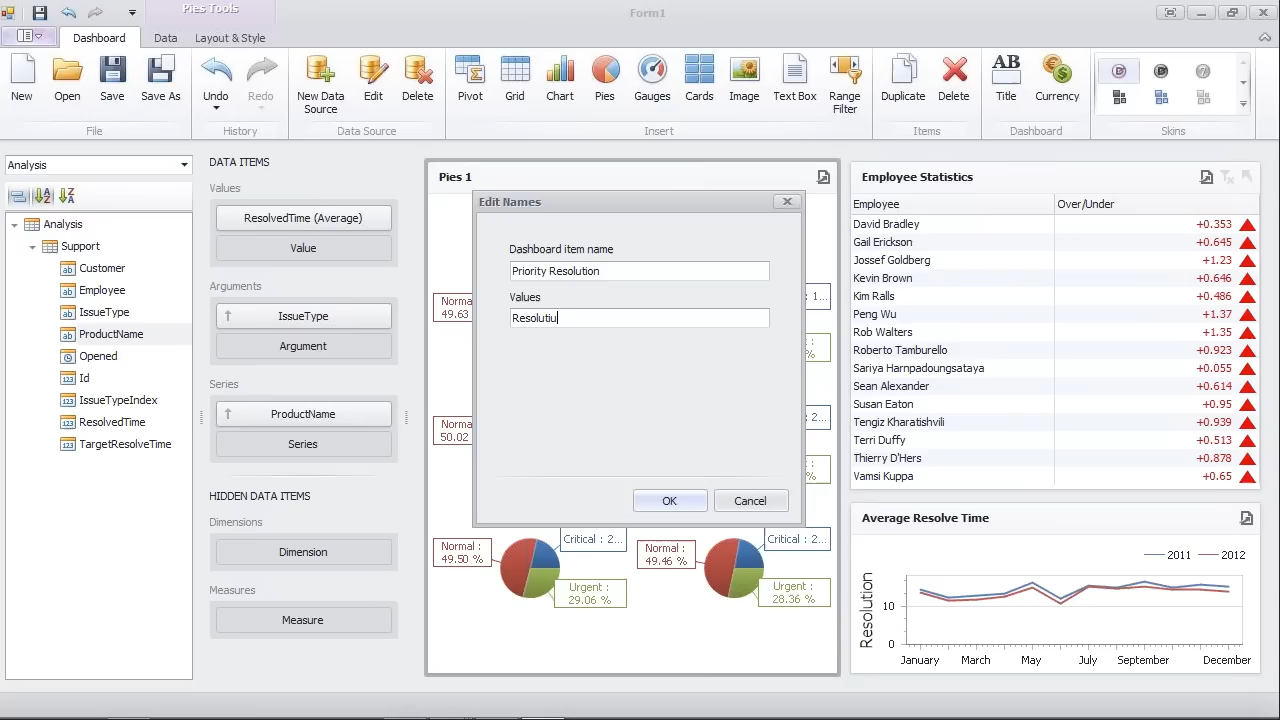 Pies Tools
Form1
Dashboard
Data
Layout & Style
New
Open
Save
Save As
Undo
Redo
New Data
Source
Edit
Delete
Pivot
Grid
Chart
Pies
Gauges
Cards
Image
Text Box
Range
Filter
Duplicate
Delete
AB
Title
Currency
File
History
Data Source
Insert
Items
Dashboard
Skins
Analysis
Analysis
Support
Customer
Employee
IssueType
ProductName
Opened
Id
IssueTypeIndex
ResolvedTime
TargetResolveTime
DATA ITEMS
Values
ResolvedTime (Average)
Value
Arguments
IssueType
Argument
Series
ProductName
Series
HIDDEN DATA ITEMS
Dimensions
Dimension
Measures
Measure
Pies 1
Norma
49.63
: 1...
:
%
Norma
50.02
: 2...
:
%
Normal :
49.50 %
Critical : 2...
Urgent :
29.06 %
Normal :
49.46 %
Critical : 2...
Urgent :
28.36 %
Edit Names
Dashboard item name
Priority Resolution
Values
Resolutiu
OK
Cancel
Employee Statistics
Employee Over/Under
David Bradley +0.353
Gail Erickson +0.645
Jossef Goldberg +1.23
Kevin Brown +0.646
Kim Ralls +0.486
Peng Wu +1.37
Rob Walters +1.35
Roberto Tamburello +0.923
Sariya Harnpadoungsataya +0.055
Sean Alexander +0.614
Susan Eaton +0.95
Tengiz Kharatishvili +0.939
Terri Duffy +0.513
Thierry D'Hers +0.878
Vamsi Kuppa +0.65
Average Resolve Time
2011 2012
Resolution
10
0
January March May July September December